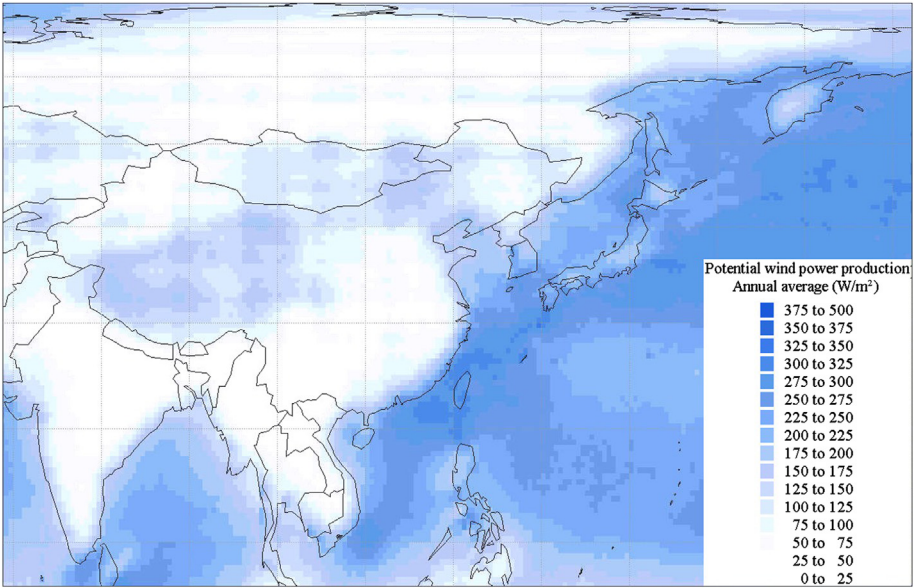 Potential wind power production
Annual average (W/m²)
375 to 500
350 to 375
325 to 350
300 to 325
275 to 300
250 to 275
225 to 250
200 to 225
175 to 200
150 to 175
125 to 150
100 to 125
75 to 100
50 to 75
25 to 50
0 to 25